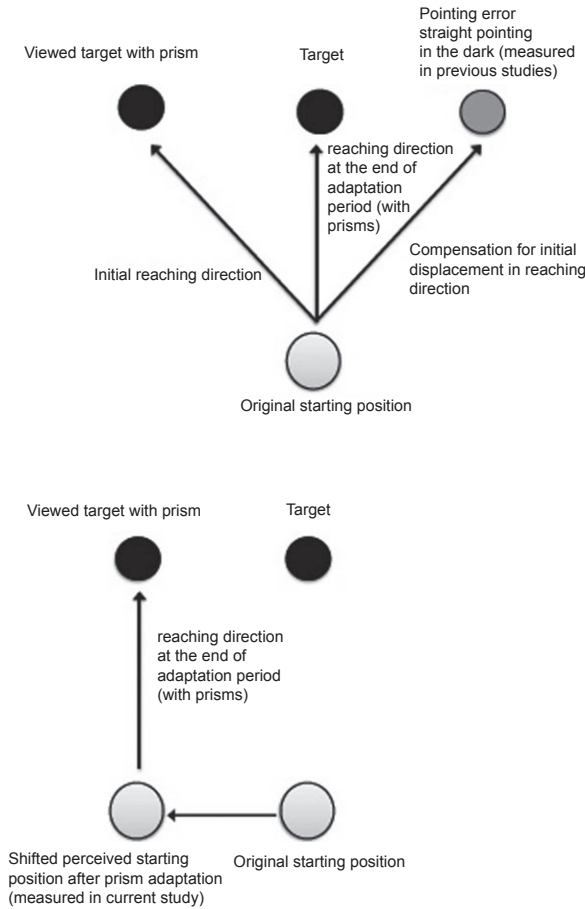 Viewed target with prism
Target
Pointing error
straight pointing
in the dark (measured
in previous studies)
reaching direction
at the end of
adaptation
period (with
prisms)
Initial reaching direction
Compensation for initial
displacement in reaching
direction
Original starting position
Viewed target with prism
Target
reaching direction
at the end of
adaptation period
(with prisms)
Shifted perceived starting
position after prism adaptation
(measured in current study)
Original starting position